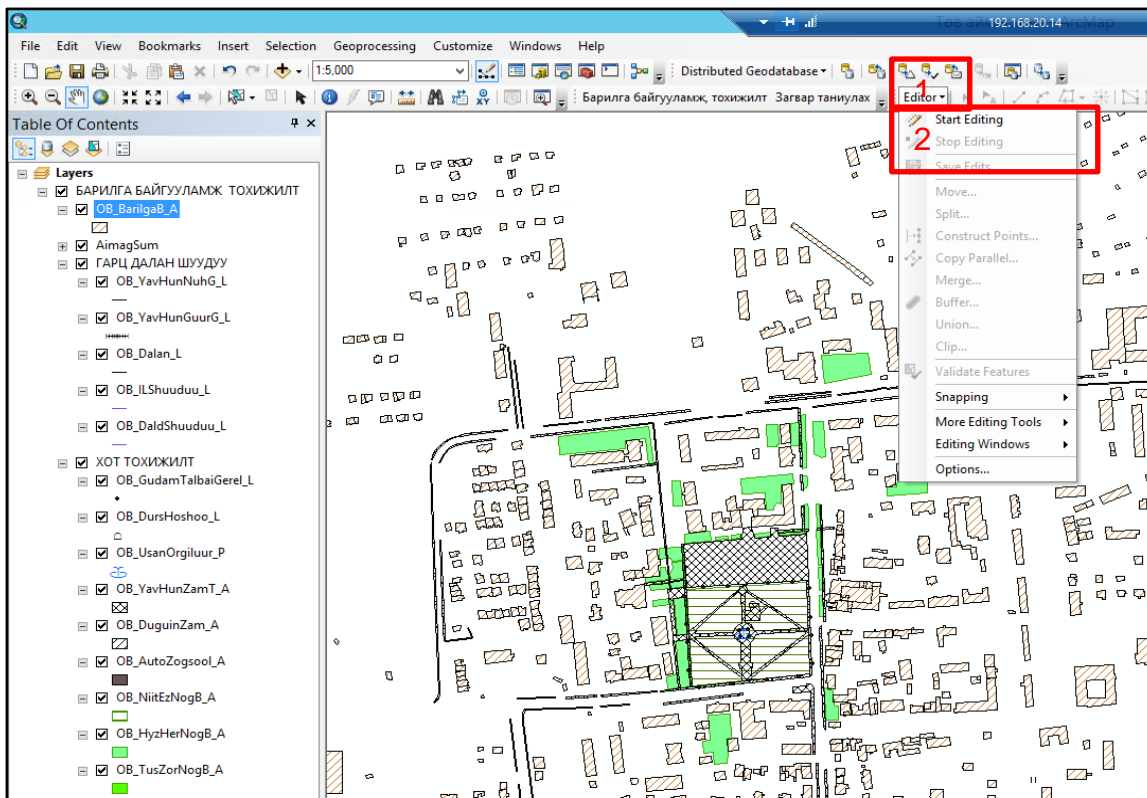 Төв ай
192.168.20.14
ArcMap
File Edit View Bookmarks Insert Selection Geoprocessing Customize Windows Help
1:5,000
Distributed Geodatabase
Барилга байгууламж, тохижилт Загвар таниулах
Editor
1
Table Of Contents
2
Start Editing
Stop Editing
Save Edits
Move...
Split...
Construct Points...
Copy Parallel...
Merge...
Buffer...
Union...
Clip...
Validate Features
Snapping
More Editing Tools
Editing Windows
Options...
Layers
БАРИЛГА БАЙГУУЛАМЖ ТОХИЖИЛТ
OB_BarilgaB_A
AimagSum
ГАРЦ ДАЛАН ШУУДУУ
OB_YavHunNuhG_L
OB_YavHunGuurG_L
OB_Dalan_L
OB_ILShuuduu_L
OB_DaldShuuduu_L
ХОТ ТОХИЖИЛТ
OB_GudamTalbaiGerel_L
OB_DursHoshoo_L
OB_UsanOrgiluur_P
OB_YavHunZamT_A
OB_DuguinZam_A
OB_AutoZogsool_A
OB_NiitEzNogB_A
OB_HyzHerNogB_A
OB_TusZorNogB_A